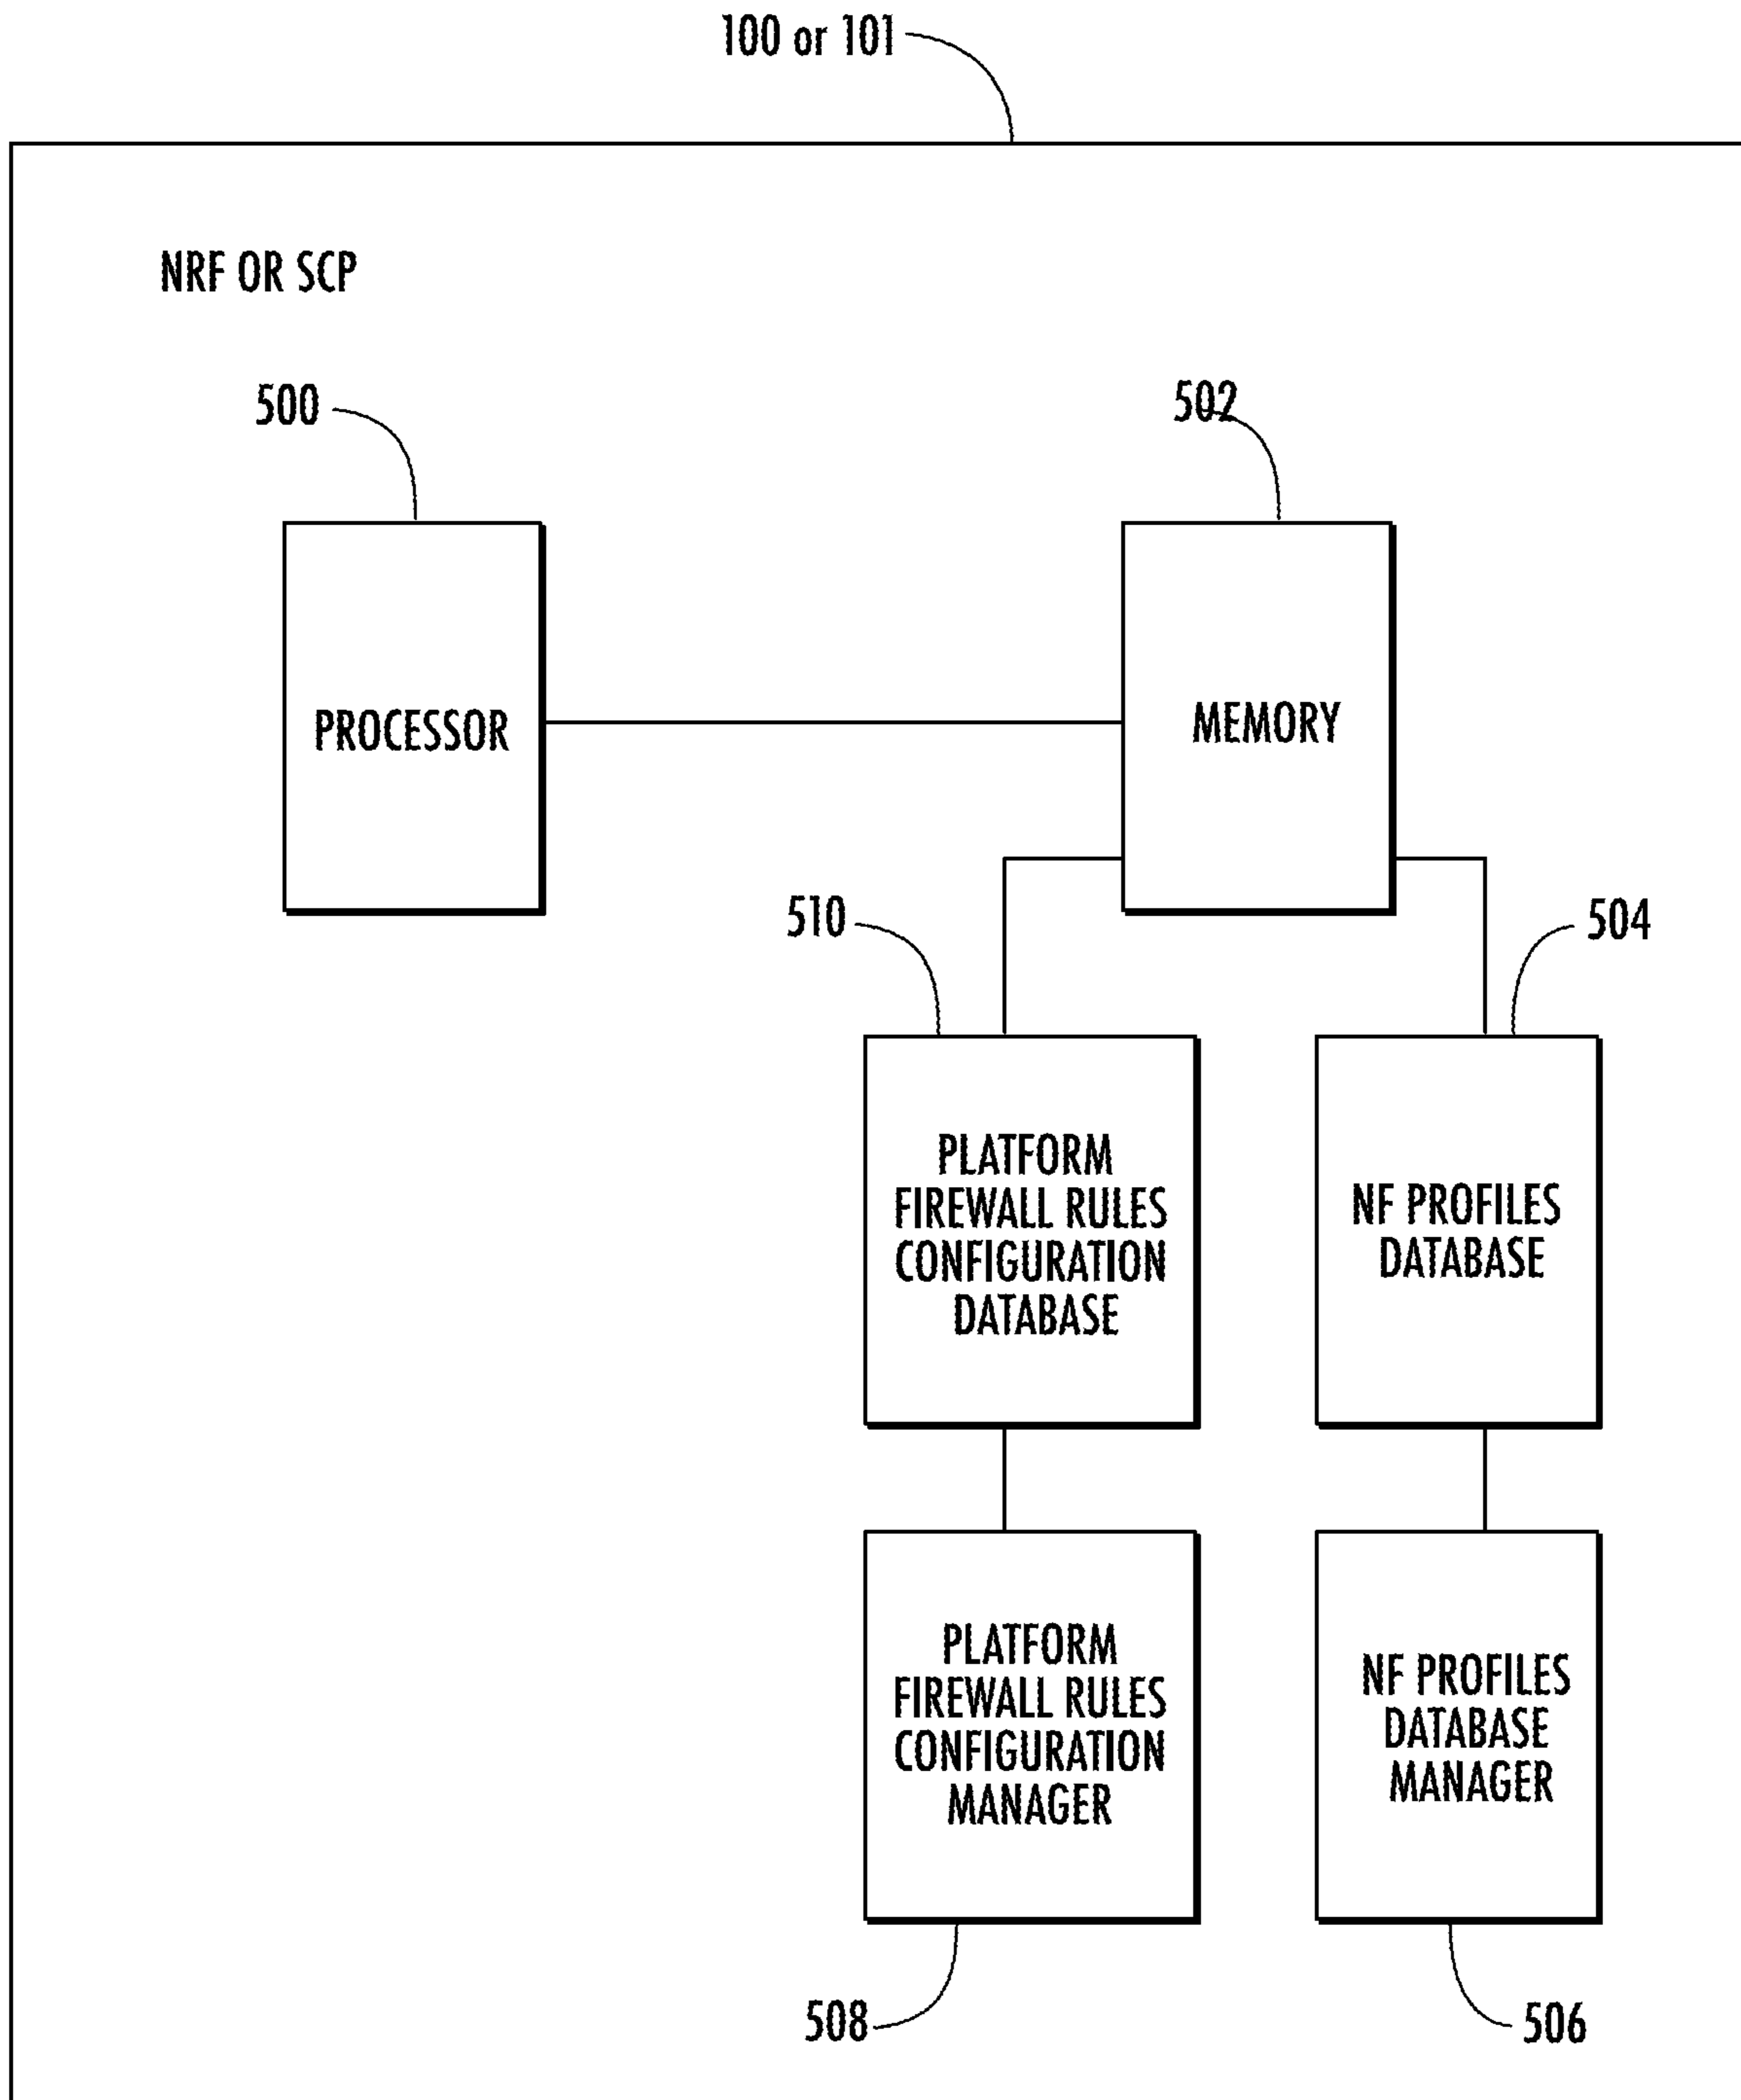 100 or 101
NRF OR SCP
500
502
PROCESSOR
MEMORY
510
504
PLATFORM
FIREWALL RULES
CONFIGURATION
DATABASE
NF PROFILES
DATABASE
PLATFORM
FIREWALL RULES
CONFIGURATION
MANAGER
NF PROFILES
DATABASE
MANAGER
508
506